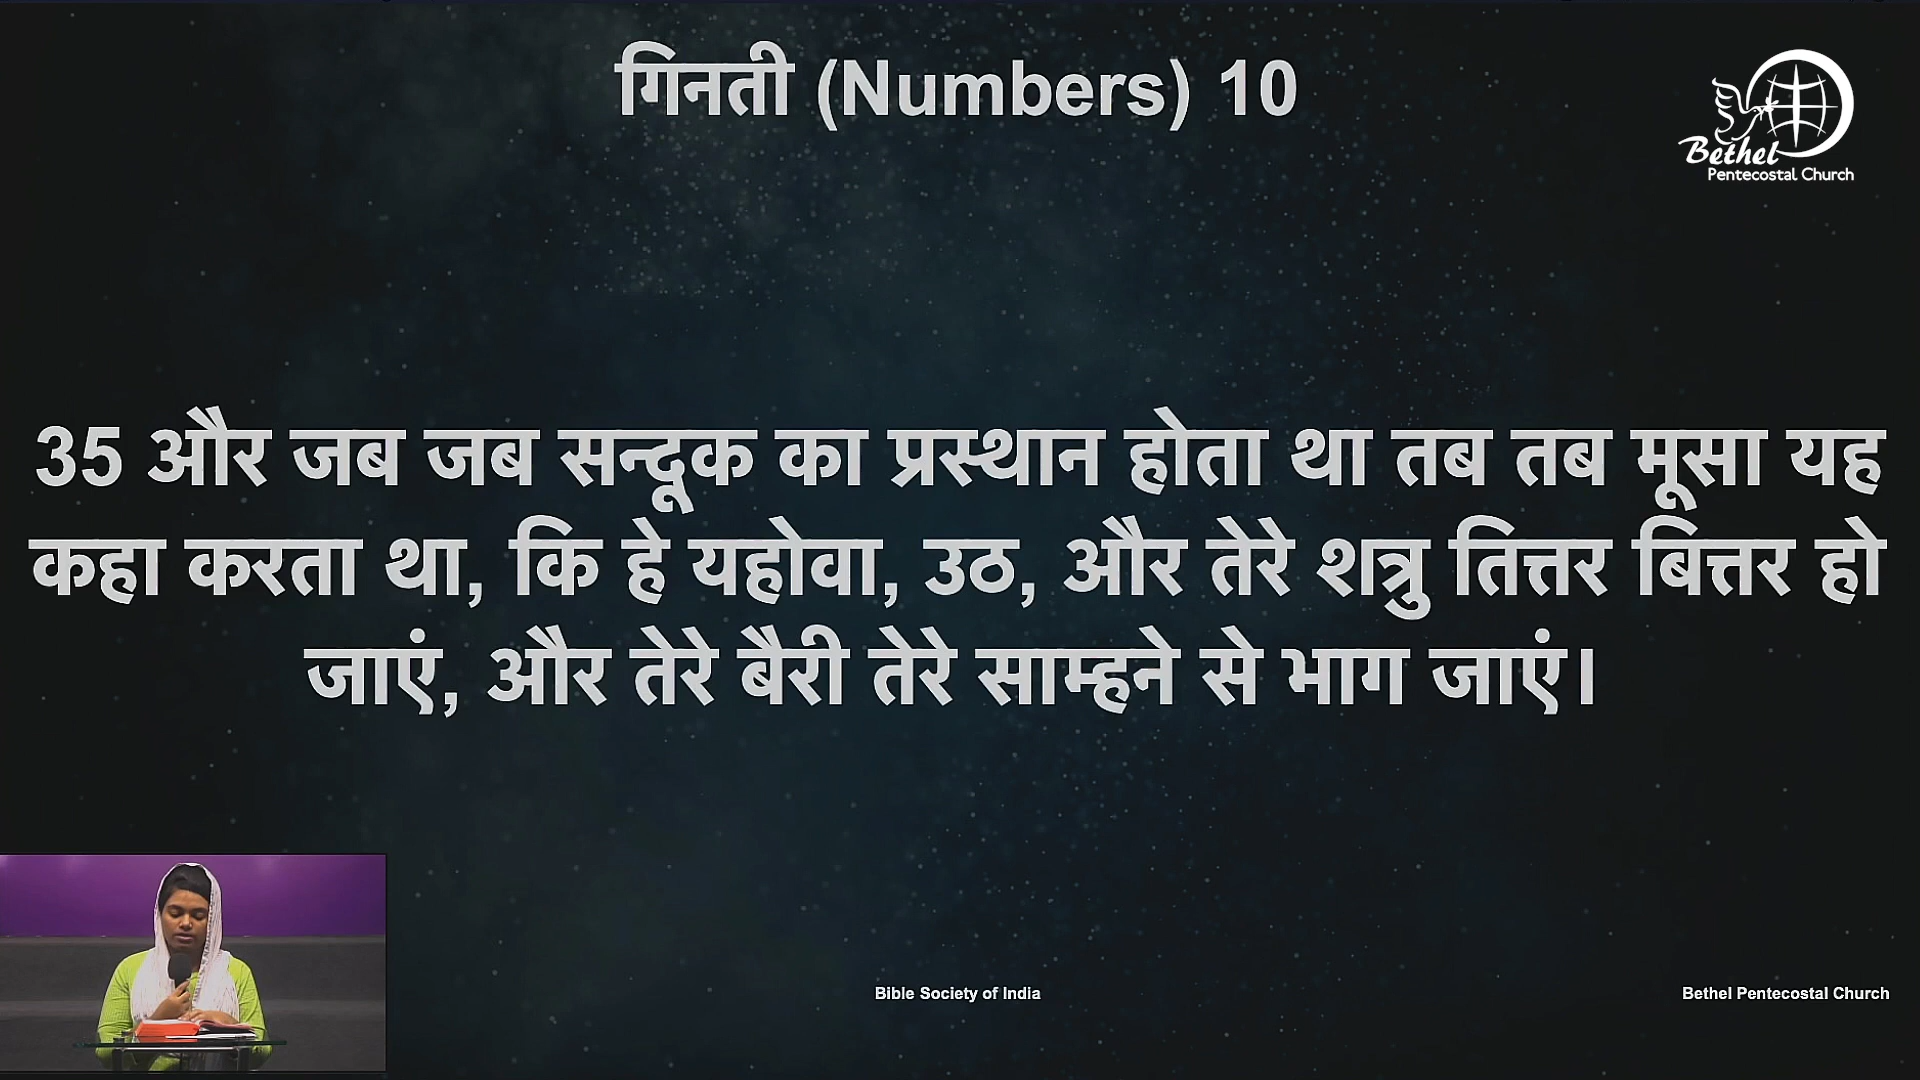 गिनती (Numbers) 10
Bethel
Pentecostal Church
35 और जब जब सन्दूक का प्रस्थान होता था तब तब मूसा यह
कहा करता था, कि हे यहोवा, उठ, और तेरे शत्रु तित्तर बित्तर हो
जाएं, और तेरे बैरी तेरे साम्हने से भाग जाएं।
Bible Society of India
Bethel Pentecostal Church